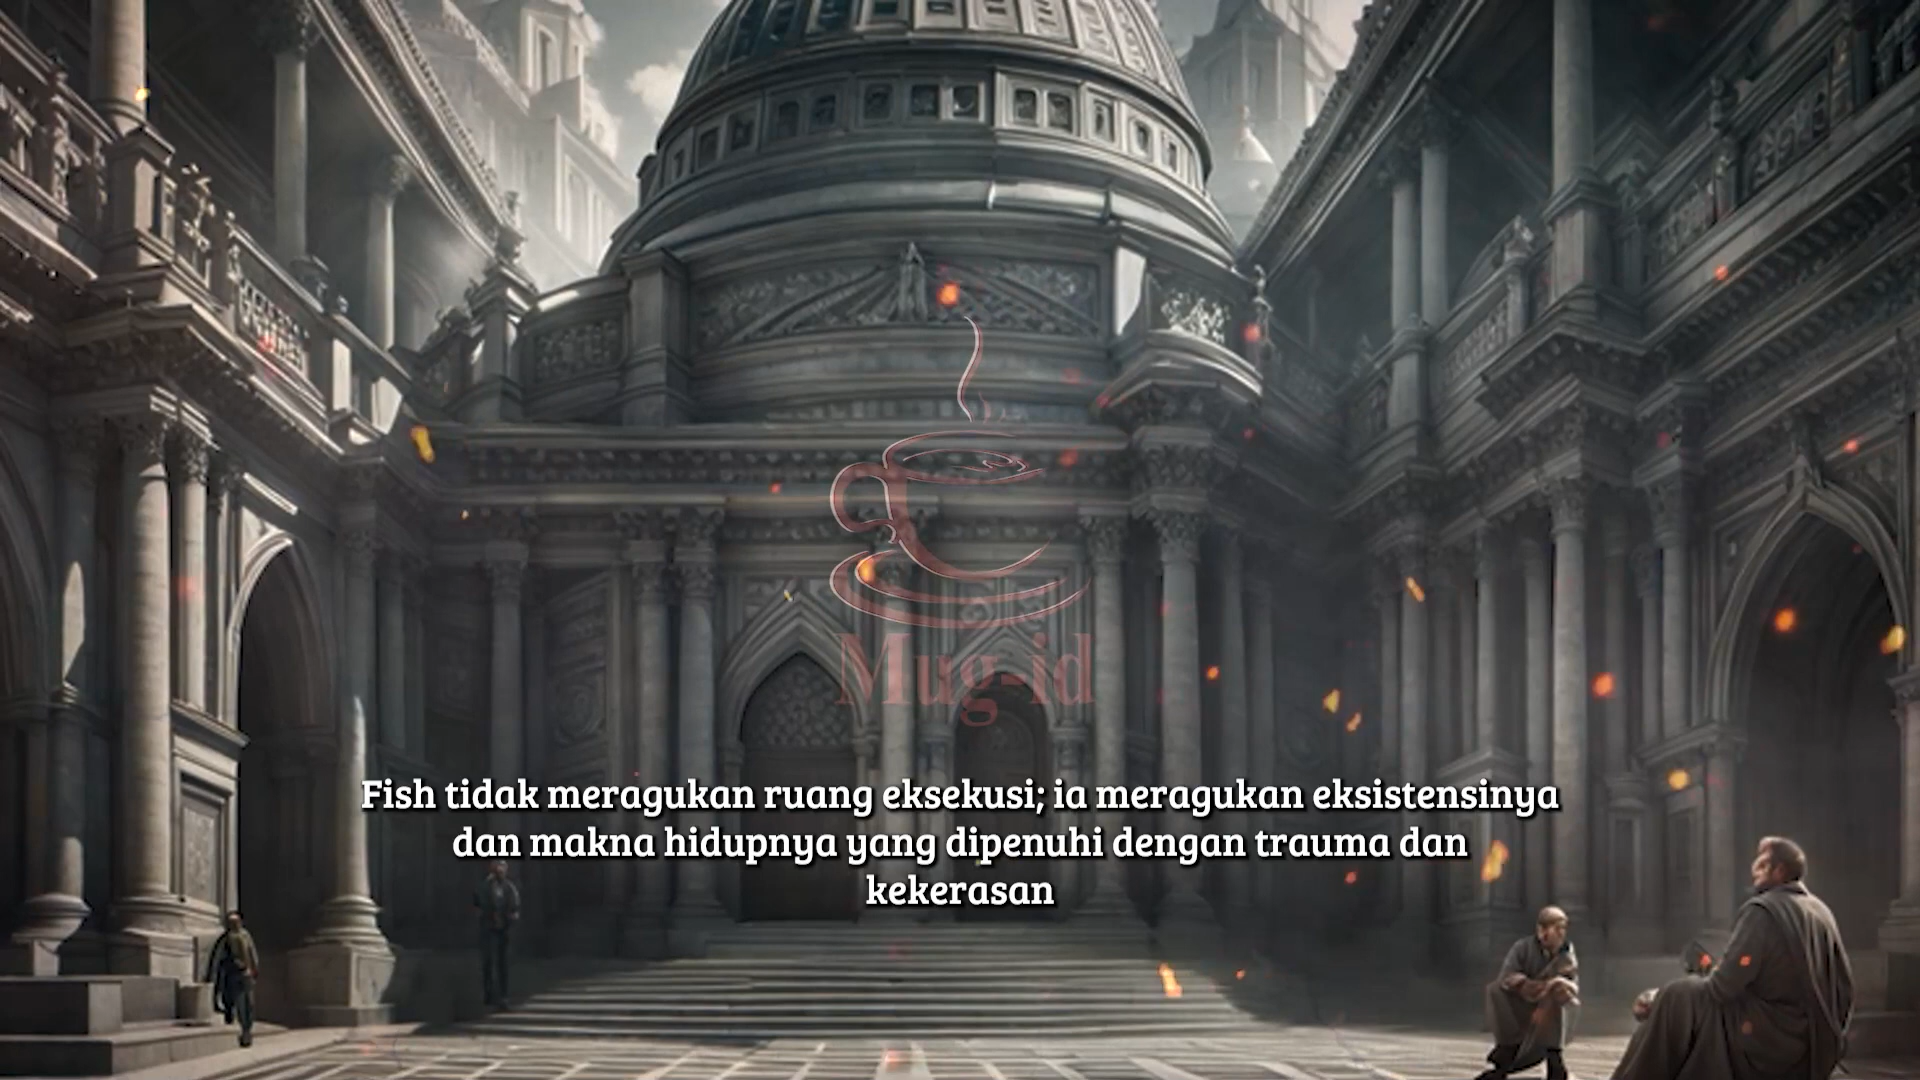 Mug-id
Fish tidak meragukan ruang eksekusi; ia meragukan eksistensinya
dan makna hidupnya yang dipenuhi dengan trauma dan
kekerasan